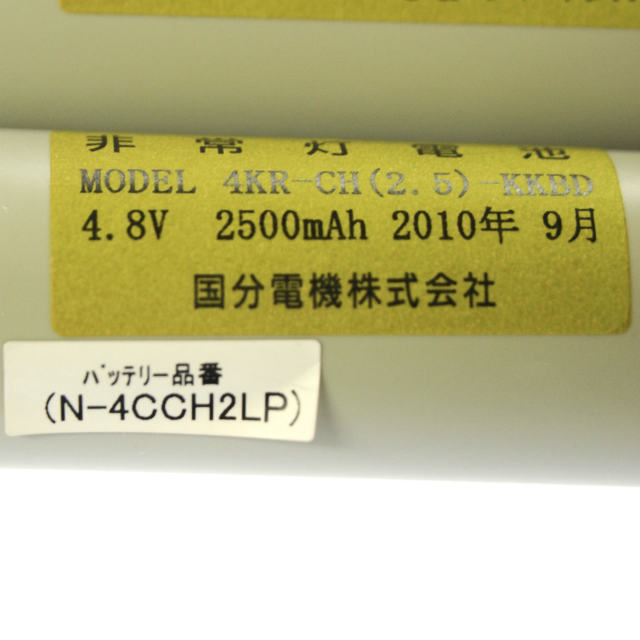 非常灯電池
MODEL 4KR-CH(2.5)-KKBD
4.8V 2500mAh 2010年 9月
国分電機株式会社
ﾊﾞｯﾃﾘｰ品番
(N-4CCH2LP)